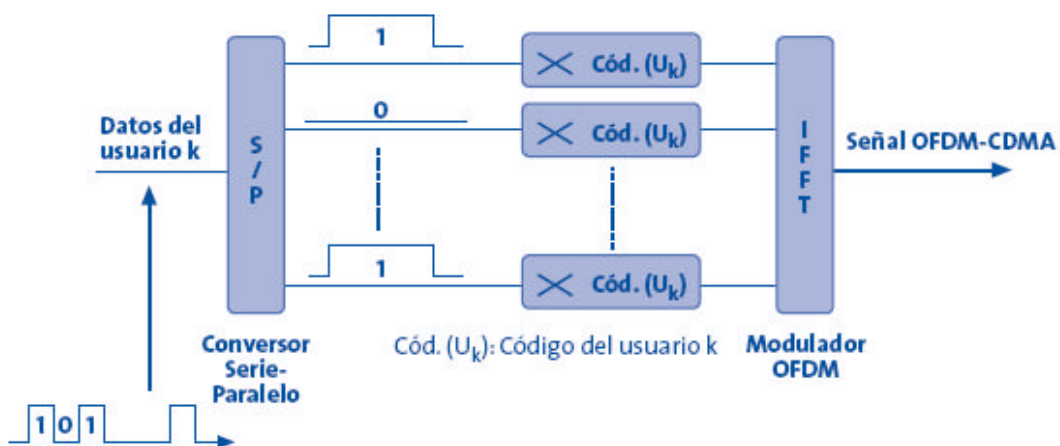 1
Cód. (Uk)
0
Cód. (Uk)
Datos del
usuario k
S/P
IFFT
Señal OFDM-CDMA
1
Cód. (Uk)
Conversor
Serie-
Paralelo
Cód. (Uk): Código del usuario k
Modulador
OFDM
1 0 1